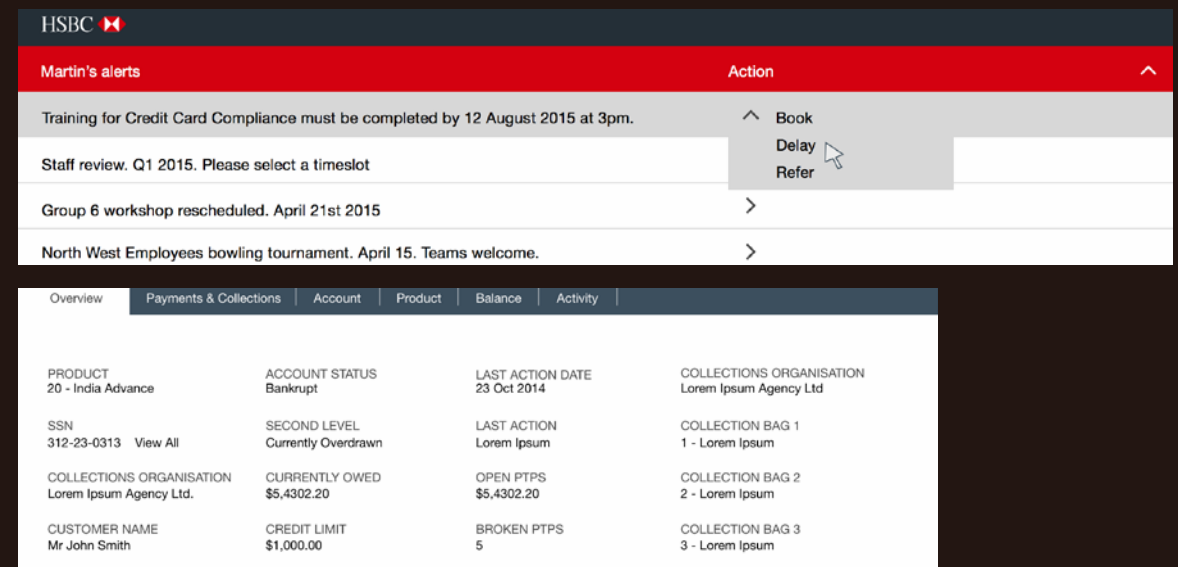 HSBC
Martin's alerts Action
Training for Credit Card Compliance must be completed by 12 August 2015 at 3pm. Book
Delay
Staff review. Q1 2015. Please select a timeslot
Refer
Group 6 workshop rescheduled. April 21st 2015
North West Employees bowling tournament. April 15. Teams welcome.
Overview Payments & Collections Account Product Balance Activity
PRODUCT ACCOUNT STATUS LAST ACTION DATE COLLECTIONS ORGANISATION
20 - India Advance Bankrupt 23 Oct 2014 Lorem Ipsum Agency Ltd
SSN SECOND LEVEL LAST ACTION COLLECTION BAG 1
312-23-0313 View All Currently Overdrawn Lorem Ipsum 1 - Lorem Ipsum
COLLECTIONS ORGANISATION CURRENTLY OWED OPEN PTPS COLLECTION BAG 2
Lorem Ipsum Agency Ltd. $5,4302.20 $5,4302.20 2 - Lorem Ipsum
CUSTOMER NAME CREDIT LIMIT BROKEN PTPS COLLECTION BAG 3
Mr John Smith $1,000.00 5 3 - Lorem Ipsum